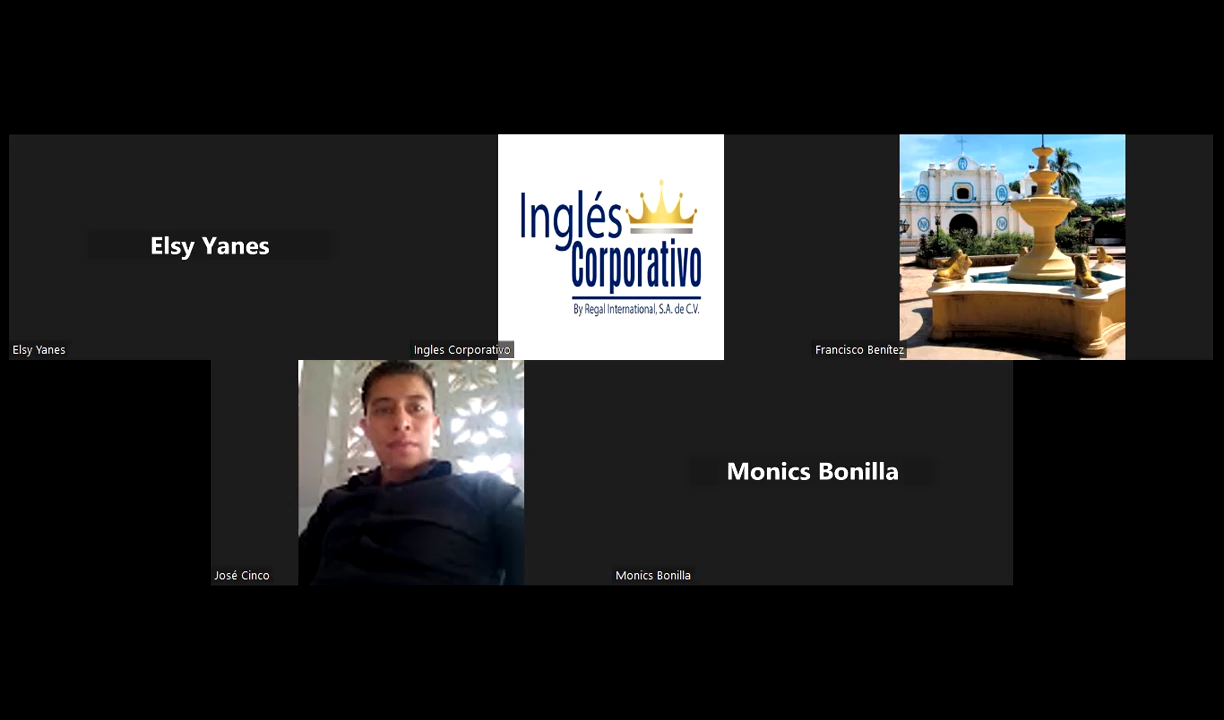 Elsy Yanes
Elsy Yanes
Inglés
Corporativo
By Regal International, S.A. de C.V.
Ingles Corporativo
Francisco Benítez
José Cinco
Monics Bonilla
Monics Bonilla